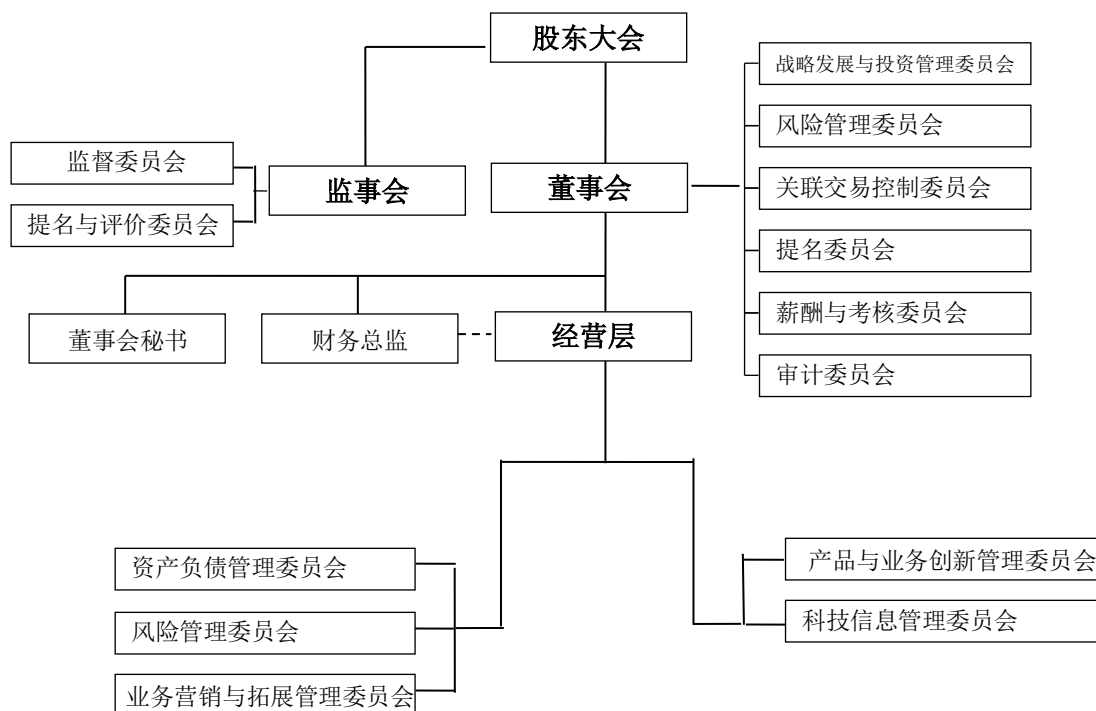 股东大会
战略发展与投资管理委员会
风险管理委员会
监督委员会
监事会
董事会
关联交易控制委员会
提名与评价委员会
提名委员会
董事会秘书
财务总监
经营层
薪酬与考核委员会
审计委员会
资产负债管理委员会
产品与业务创新管理委员会
风险管理委员会
科技信息管理委员会
业务营销与拓展管理委员会